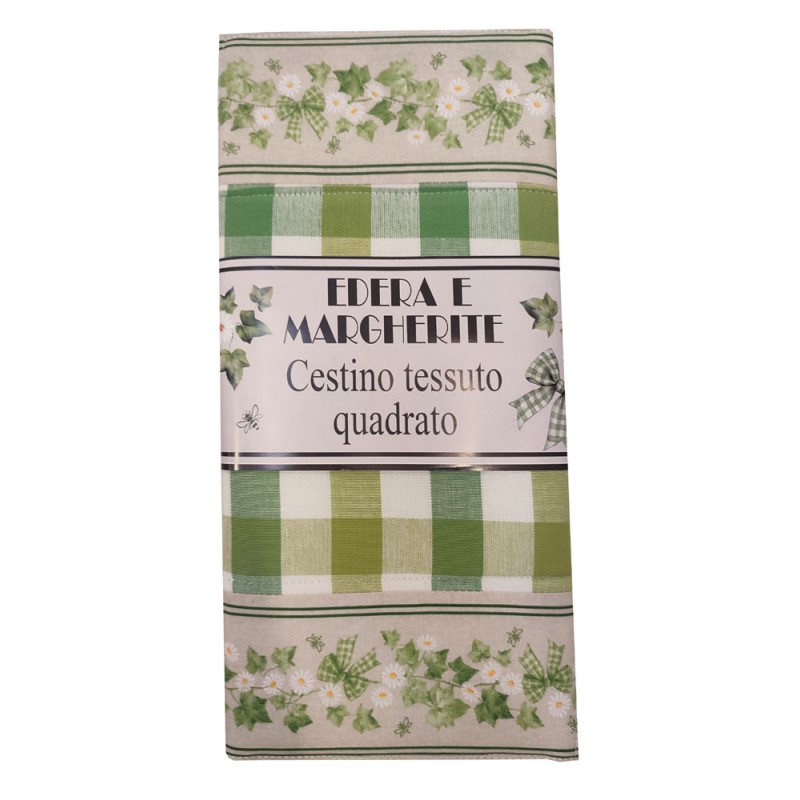 EDERA E
MARGHERITE
Cestino tessuto
quadrato